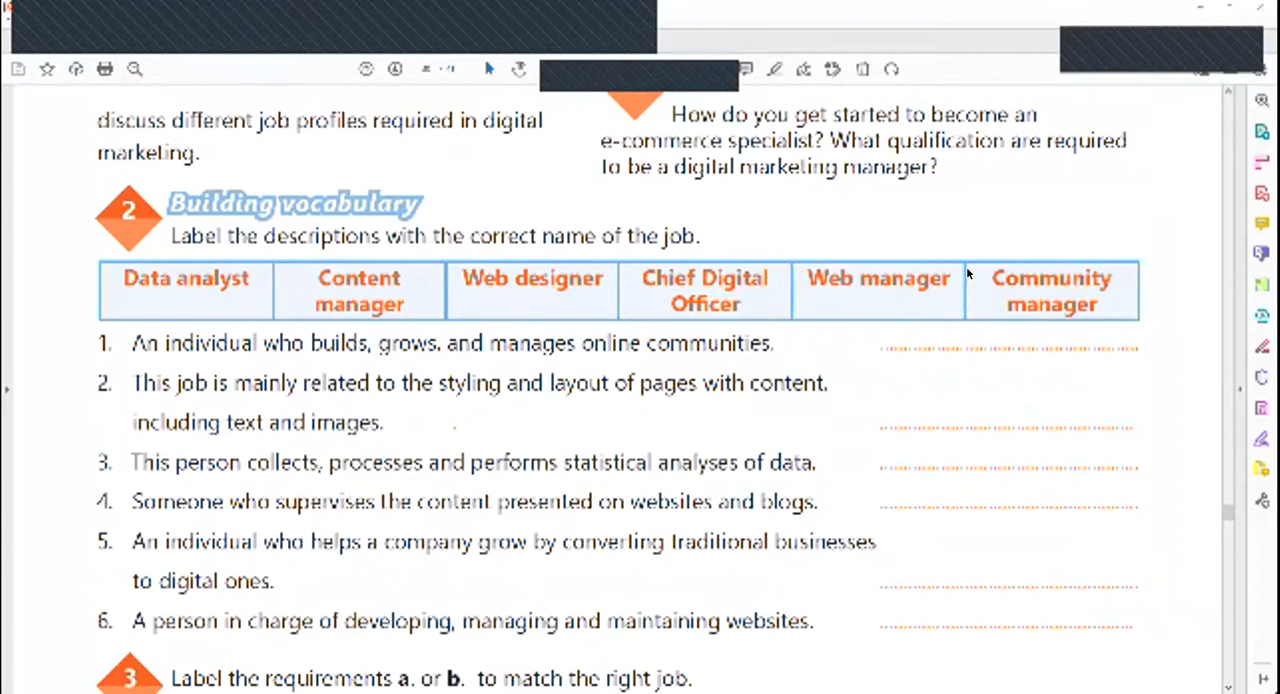 discuss different job profiles required in digital
marketing.
How do you get started to become an
e-commerce specialist? What qualification are required
to be a digital marketing manager?
2
Building vocabulary
Label the descriptions with the correct name of the job.
Data analyst
Content
manager
Web designer
Chief Digital
Officer
Web manager
Community
manager
1. An individual who builds, grows, and manages online communities.
2. This job is mainly related to the styling and layout of pages with content,
including text and images.
3. This person collects, processes and performs statistical analyses of data.
4. Someone who supervises the content presented on websites and blogs.
5. An individual who helps a company grow by converting traditional businesses
to digital ones.
6. A person in charge of developing, managing and maintaining websites.
3
Label the requirements a. or b. to match the right job.